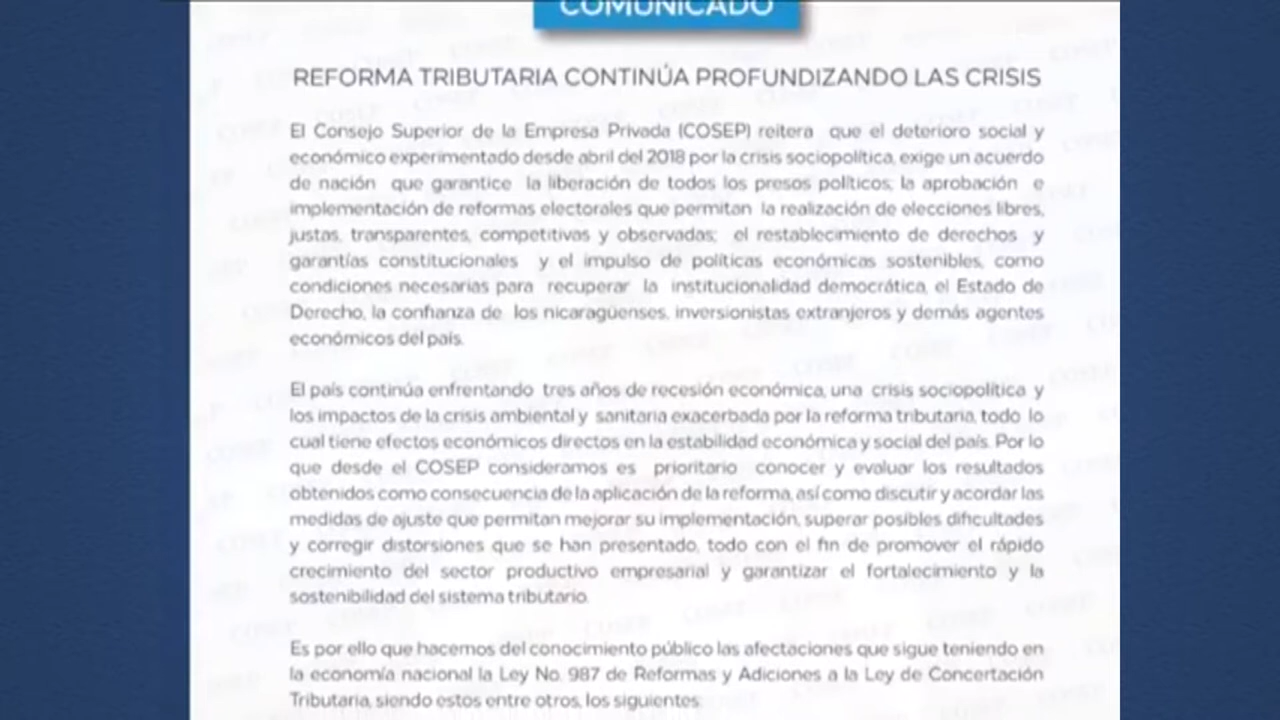 COMUNICADO
REFORMA TRIBUTARIA CONTINÚA PROFUNDIZANDO LAS CRISIS
El Consejo Superior de la Empresa Privada (COSEP) reitera que el deterioro social y
económico experimentado desde abril del 2018 por la crisis sociopolítica, exige un acuerdo
de nación que garantice la liberación de todos los presos políticos; la aprobación e
implementación de reformas electorales que permitan la realización de elecciones libres,
justas, transparentes, competitivas y observadas; el restablecimiento de derechos y
garantías constitucionales y el impulso de políticas económicas sostenibles, como
condiciones necesarias para recuperar la institucionalidad democrática, el Estado de
Derecho, la confianza de los nicaragüenses, inversionistas extranjeros y demás agentes
económicos del país.
El país continúa enfrentando tres años de recesión económica, una crisis sociopolítica y
los impactos de la crisis ambiental y sanitaria exacerbada por la reforma tributaria, todo lo
cual tiene efectos económicos directos en la estabilidad económica y social del país. Por lo
que desde el COSEP consideramos es prioritario conocer y evaluar los resultados
obtenidos como consecuencia de la aplicación de la reforma, así como discutir y acordar las
medidas de ajuste que permitan mejorar su implementación, superar posibles dificultades
y corregir distorsiones que se han presentado, todo con el fin de promover el rápido
crecimiento del sector productivo empresarial y garantizar el fortalecimiento y la
sostenibilidad del sistema tributario.
Es por ello que hacemos del conocimiento público las afectaciones que sigue teniendo en
la economía nacional la Ley No. 987 de Reformas y Adiciones a la Ley de Concertación
Tributaria, siendo estos entre otros, los siguientes: